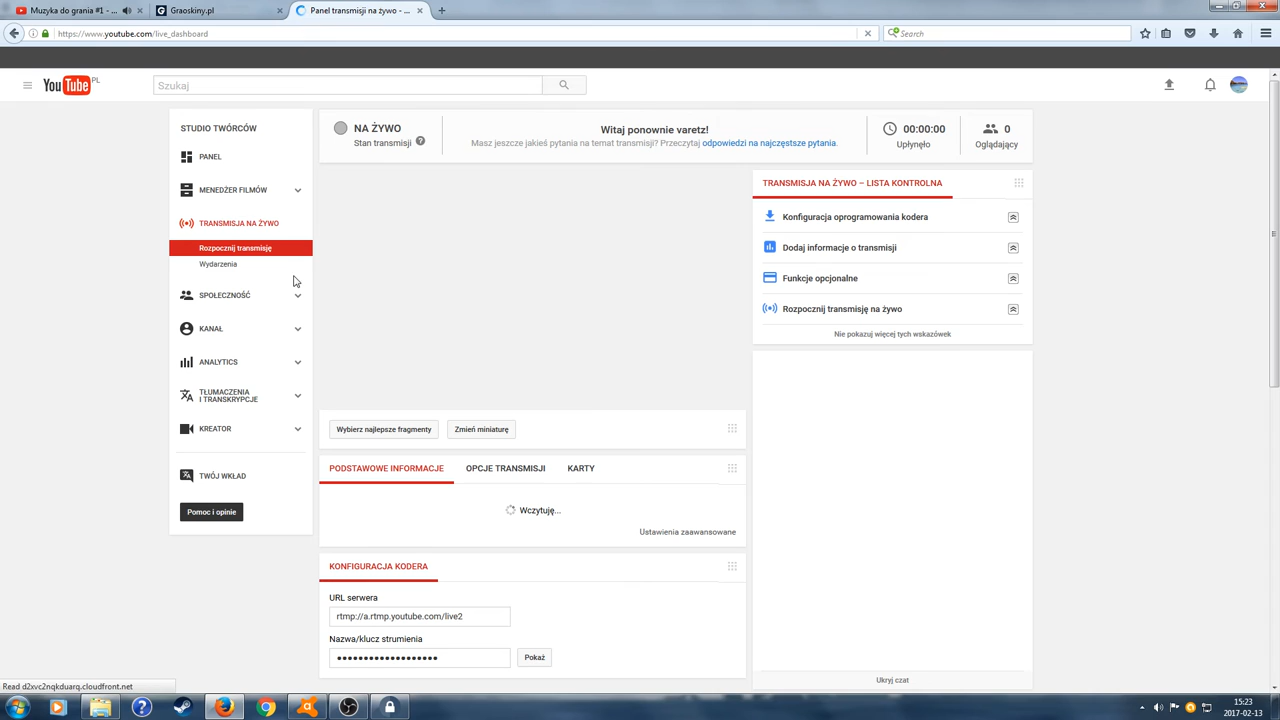 Muzyka do grania #1 - ...
Graoskiny.pl
Panel transmisji na żywo - ...
https://www.youtube.com/live_dashboard
Search
YouTube PL
Szukaj
STUDIO TWÓRCÓW
PANEL
MENEDŻER FILMÓW
TRANSMISJA NA ŻYWO
Rozpocznij transmisję
Wydarzenia
SPOŁECZNOŚĆ
KANAŁ
ANALYTICS
TŁUMACZENIA
I TRANSKRYPCJE
KREATOR
TWÓJ WKŁAD
Pomoc i opinie
NA ŻYWO
Stan transmisji ?
Witaj ponownie varetz!
Masz jeszcze jakieś pytania na temat transmisji? Przeczytaj odpowiedzi na najczęstsze pytania.
00:00:00
Upłynęło
0
Oglądający
TRANSMISJA NA ŻYWO – LISTA KONTROLNA
Konfiguracja oprogramowania kodera
Dodaj informacje o transmisji
Funkcje opcjonalne
Rozpocznij transmisję na żywo
Nie pokazuj więcej tych wskazówek
Wybierz najlepsze fragmenty
Zmień miniaturę
PODSTAWOWE INFORMACJE
OPCJE TRANSMISJI
KARTY
Wczytuję...
Ustawienia zaawansowane
KONFIGURACJA KODERA
URL serwera
rtmp://a.rtmp.youtube.com/live2
Nazwa/klucz strumienia
•••••••••••••••••••
Pokaż
Ukryj czat
Read d2xvc2nqkduarq.cloudfront.net
15:23
2017-02-13